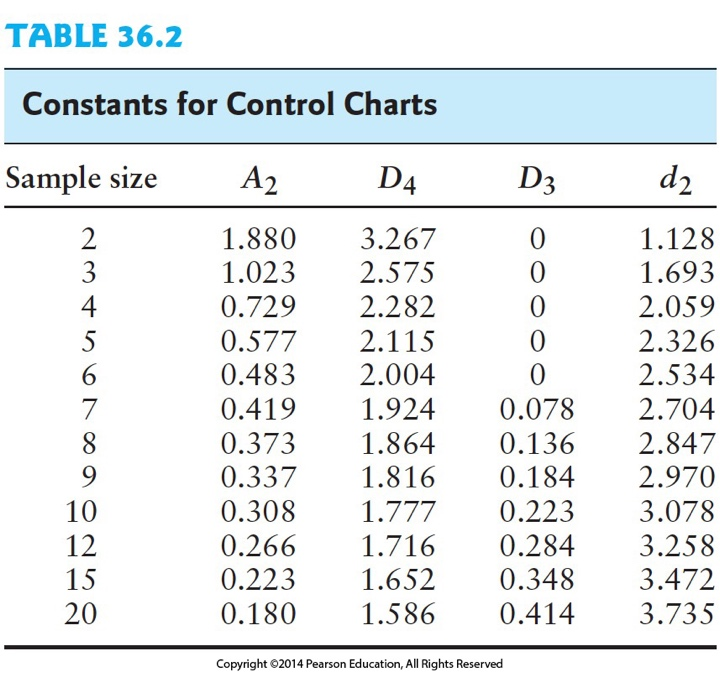 TABLE 36.2
Constants for Control Charts
Sample size A2 D4 D3 d2
2 1.880 3.267 0 1.128
3 1.023 2.575 0 1.693
4 0.729 2.282 0 2.059
5 0.577 2.115 0 2.326
6 0.483 2.004 0 2.534
7 0.419 1.924 0.078 2.704
8 0.373 1.864 0.136 2.847
9 0.337 1.816 0.184 2.970
10 0.308 1.777 0.223 3.078
12 0.266 1.716 0.284 3.258
15 0.223 1.652 0.348 3.472
20 0.180 1.586 0.414 3.735
Copyright ©2014 Pearson Education, All Rights Reserved